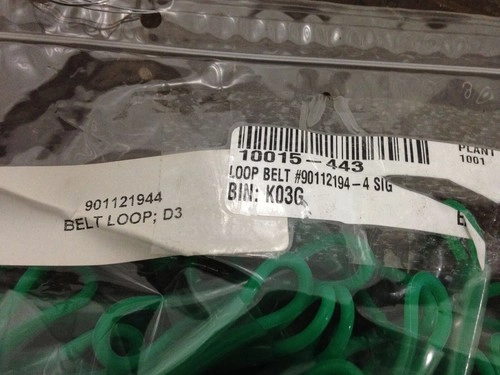 PLANT
1001
10015-443
LOOP BELT #90112194-4 SIG
BIN: K03G
901121944
BELT LOOP; D3